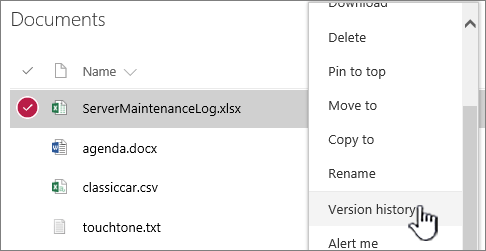 Documents
Download
Delete
Pin to top
Name
Move to
ServerMaintenanceLog.xlsx
Copy to
agenda.docx
Rename
classiccar.csv
Version history
touchtone.txt
Alert me